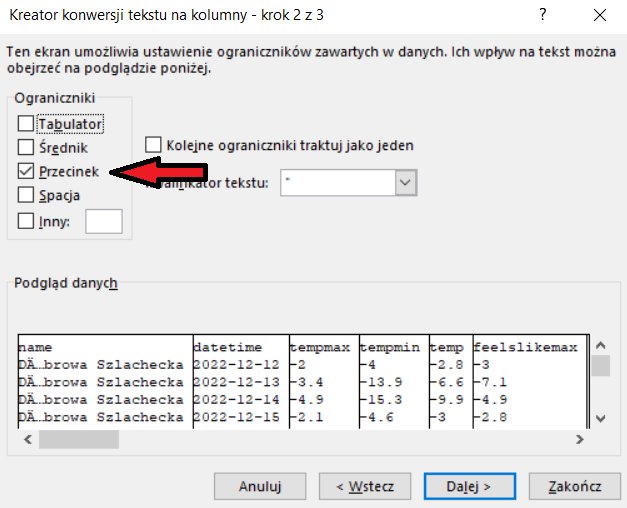 Kreator konwersji tekstu na kolumny - krok 2 z 3
Ten ekran umożliwia ustawienie ograniczników zawartych w danych. Ich wpływ na tekst można
obejrzeć na podglądzie poniżej.
Ograniczniki
Tabulator
Średnik
Przecinek
Spacja
Inny:
Kolejne ograniczniki traktuj jako jeden
tekstu: "
Podgląd danych
name datetime tempmax tempmin temp feelslikemax
DÄ…browa Szlachecka 2022-12-12 -2 -4 -2.8 -3
DÄ…browa Szlachecka 2022-12-13 -3.4 -13.9 -6.6 -7.1
DÄ…browa Szlachecka 2022-12-14 -4.9 -15.3 -9.9 -4.9
DÄ…browa Szlachecka 2022-12-15 -2.1 -4.6 -3 -2.8
Anuluj < Wstecz Dalej > Zakończ